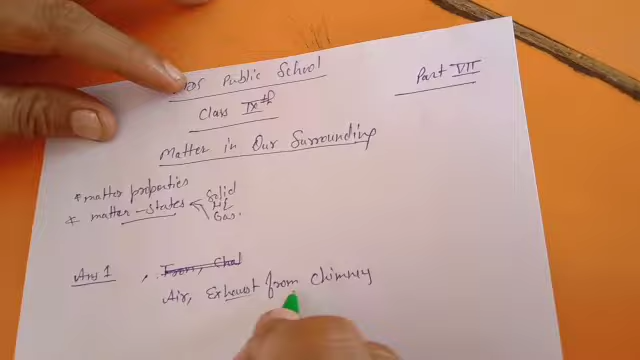 Public School
Part VII
Class IXth
Matter in Our Surrounding
* matter properties
* matter - states
Solid
Gas.
Ans 1
Air, Exhaust from Chimney